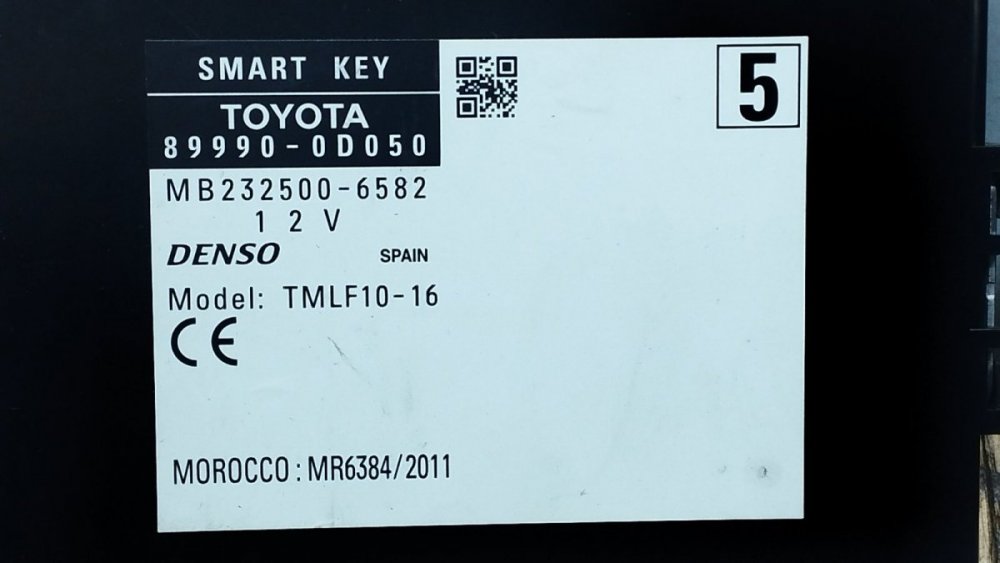 SMART KEY
5
TOYOTA
89990-0D050
MB232500-6582
12V
DENSO SPAIN
Model: TMLF10-16
CE
MOROCCO: MR6384/2011